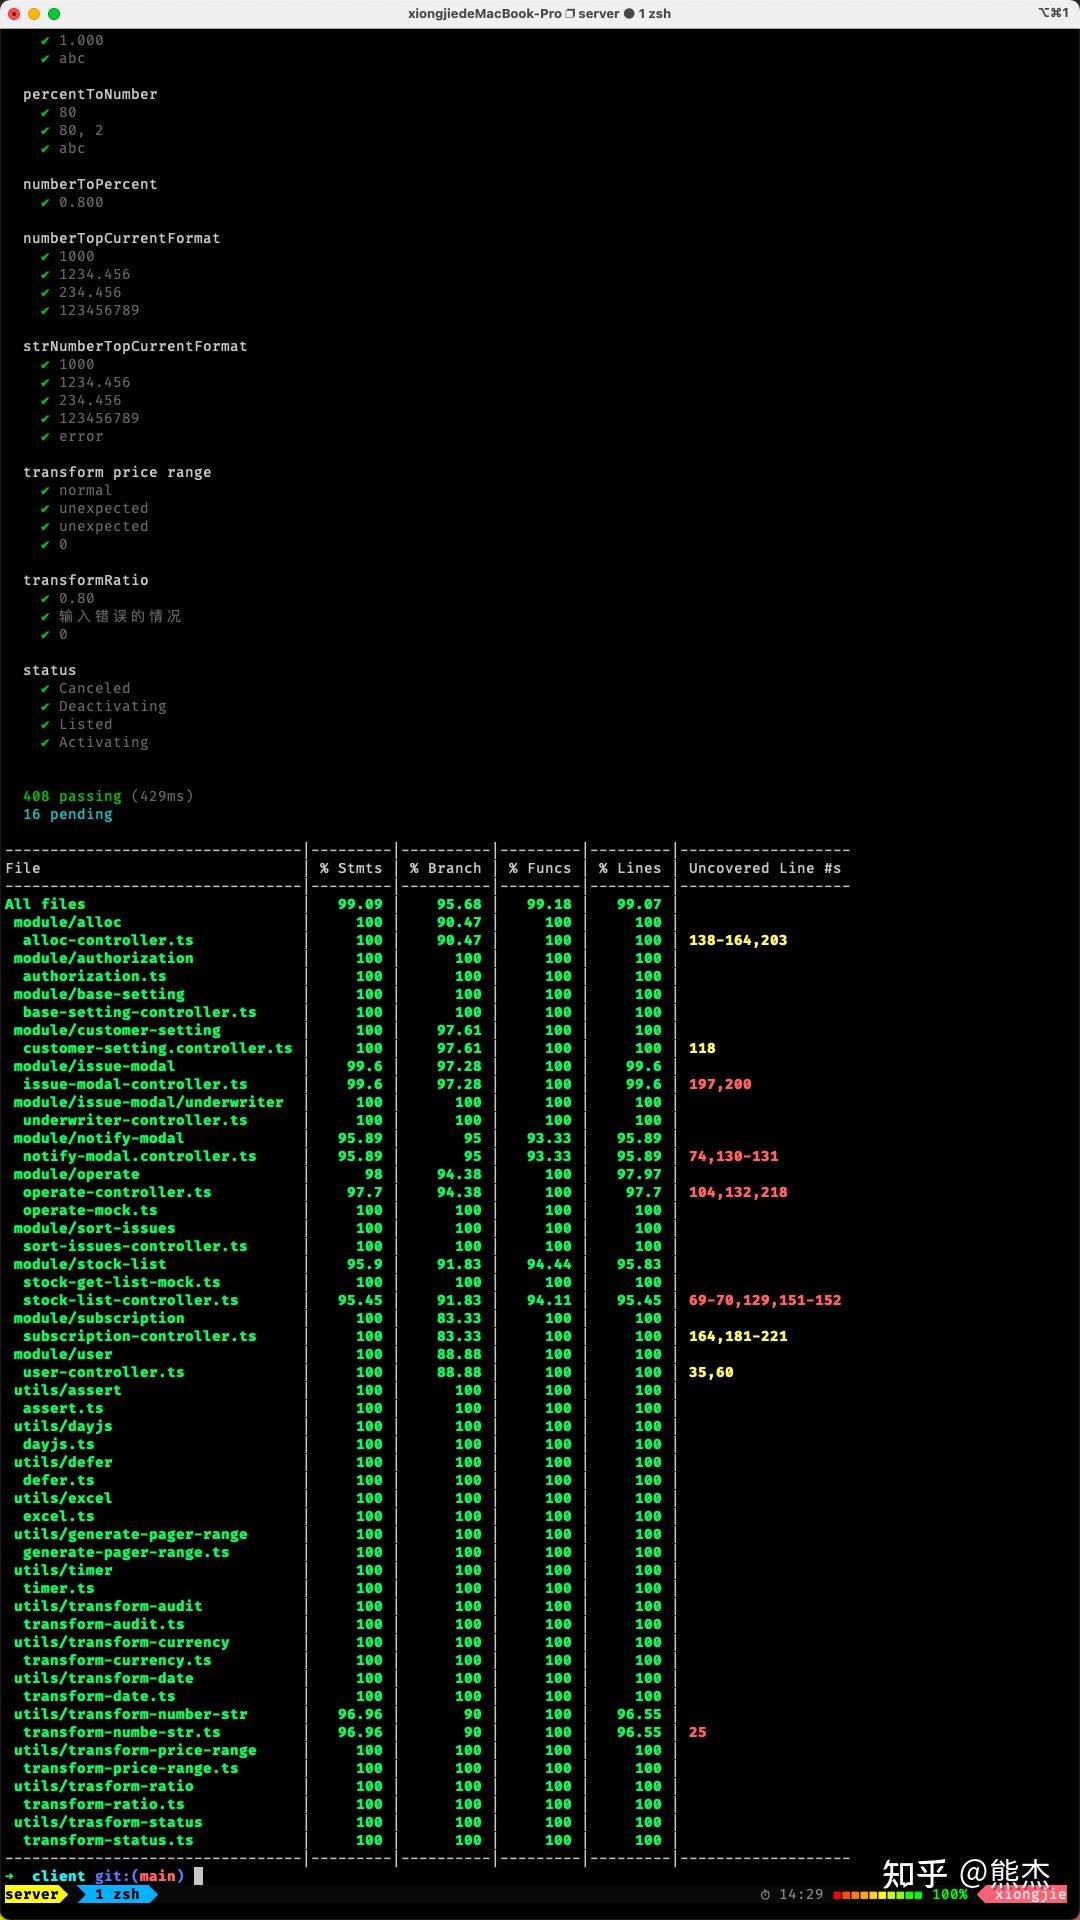 xiongjiedeMacBook-Pro ❐ server ● 1 zsh ⌥⌘1
✔ 1.000
✔ abc
percentToNumber
✔ 80
✔ 80, 2
✔ abc
numberToPercent
✔ 0.800
numberTopCurrentFormat
✔ 1000
✔ 1234.456
✔ 234.456
✔ 123456789
strNumberTopCurrentFormat
✔ 1000
✔ 1234.456
✔ 234.456
✔ 123456789
✔ error
transform price range
✔ normal
✔ unexpected
✔ unexpected
✔ 0
transformRatio
✔ 0.80
✔ 输入错误的情况
✔ 0
status
✔ Canceled
✔ Deactivating
✔ Listed
✔ Activating
408 passing (429ms)
16 pending
File | % Stmts | % Branch | % Funcs | % Lines | Uncovered Line #s
All files | 99.09 | 95.68 | 99.18 | 99.07 |
module/alloc | 100 | 90.47 | 100 | 100 |
alloc-controller.ts | 100 | 90.47 | 100 | 100 | 138-164,203
module/authorization | 100 | 100 | 100 | 100 |
authorization.ts | 100 | 100 | 100 | 100 |
module/base-setting | 100 | 100 | 100 | 100 |
base-setting-controller.ts | 100 | 100 | 100 | 100 |
module/customer-setting | 100 | 97.61 | 100 | 100 |
customer-setting.controller.ts | 100 | 97.61 | 100 | 100 | 118
module/issue-modal | 99.6 | 97.28 | 100 | 99.6 |
issue-modal-controller.ts | 99.6 | 97.28 | 100 | 99.6 | 197,200
module/issue-modal/underwriter | 100 | 100 | 100 | 100 |
underwriter-controller.ts | 100 | 100 | 100 | 100 |
module/notify-modal | 95.89 | 95 | 93.33 | 95.89 |
notify-modal.controller.ts | 95.89 | 95 | 93.33 | 95.89 | 74,130-131
module/operate | 98 | 94.38 | 100 | 97.97 |
operate-controller.ts | 97.7 | 94.38 | 100 | 97.7 | 104,132,218
operate-mock.ts | 100 | 100 | 100 | 100 |
module/sort-issues | 100 | 100 | 100 | 100 |
sort-issues-controller.ts | 100 | 100 | 100 | 100 |
module/stock-list | 95.9 | 91.83 | 94.44 | 95.83 |
stock-get-list-mock.ts | 100 | 100 | 100 | 100 |
stock-list-controller.ts | 95.45 | 91.83 | 94.11 | 95.45 | 69-70,129,151-152
module/subscription | 100 | 83.33 | 100 | 100 |
subscription-controller.ts | 100 | 83.33 | 100 | 100 | 164,181-221
module/user | 100 | 88.88 | 100 | 100 |
user-controller.ts | 100 | 88.88 | 100 | 100 | 35,60
utils/assert | 100 | 100 | 100 | 100 |
assert.ts | 100 | 100 | 100 | 100 |
utils/dayjs | 100 | 100 | 100 | 100 |
dayjs.ts | 100 | 100 | 100 | 100 |
utils/defer | 100 | 100 | 100 | 100 |
defer.ts | 100 | 100 | 100 | 100 |
utils/excel | 100 | 100 | 100 | 100 |
excel.ts | 100 | 100 | 100 | 100 |
utils/generate-pager-range | 100 | 100 | 100 | 100 |
generate-pager-range.ts | 100 | 100 | 100 | 100 |
utils/timer | 100 | 100 | 100 | 100 |
timer.ts | 100 | 100 | 100 | 100 |
utils/transform-audit | 100 | 100 | 100 | 100 |
transform-audit.ts | 100 | 100 | 100 | 100 |
utils/transform-currency | 100 | 100 | 100 | 100 |
transform-currency.ts | 100 | 100 | 100 | 100 |
utils/transform-date | 100 | 100 | 100 | 100 |
transform-date.ts | 100 | 100 | 100 | 100 |
utils/transform-number-str | 96.96 | 90 | 100 | 96.55 |
transform-numbe-str.ts | 96.96 | 90 | 100 | 96.55 | 25
utils/transform-price-range | 100 | 100 | 100 | 100 |
transform-price-range.ts | 100 | 100 | 100 | 100 |
utils/trasform-ratio | 100 | 100 | 100 | 100 |
transform-ratio.ts | 100 | 100 | 100 | 100 |
utils/trasform-status | 100 | 100 | 100 | 100 |
transform-status.ts | 100 | 100 | 100 | 100 |
➜ client git:(main)
知乎 @熊杰
server 1 zsh 14:29 100% xiongjie